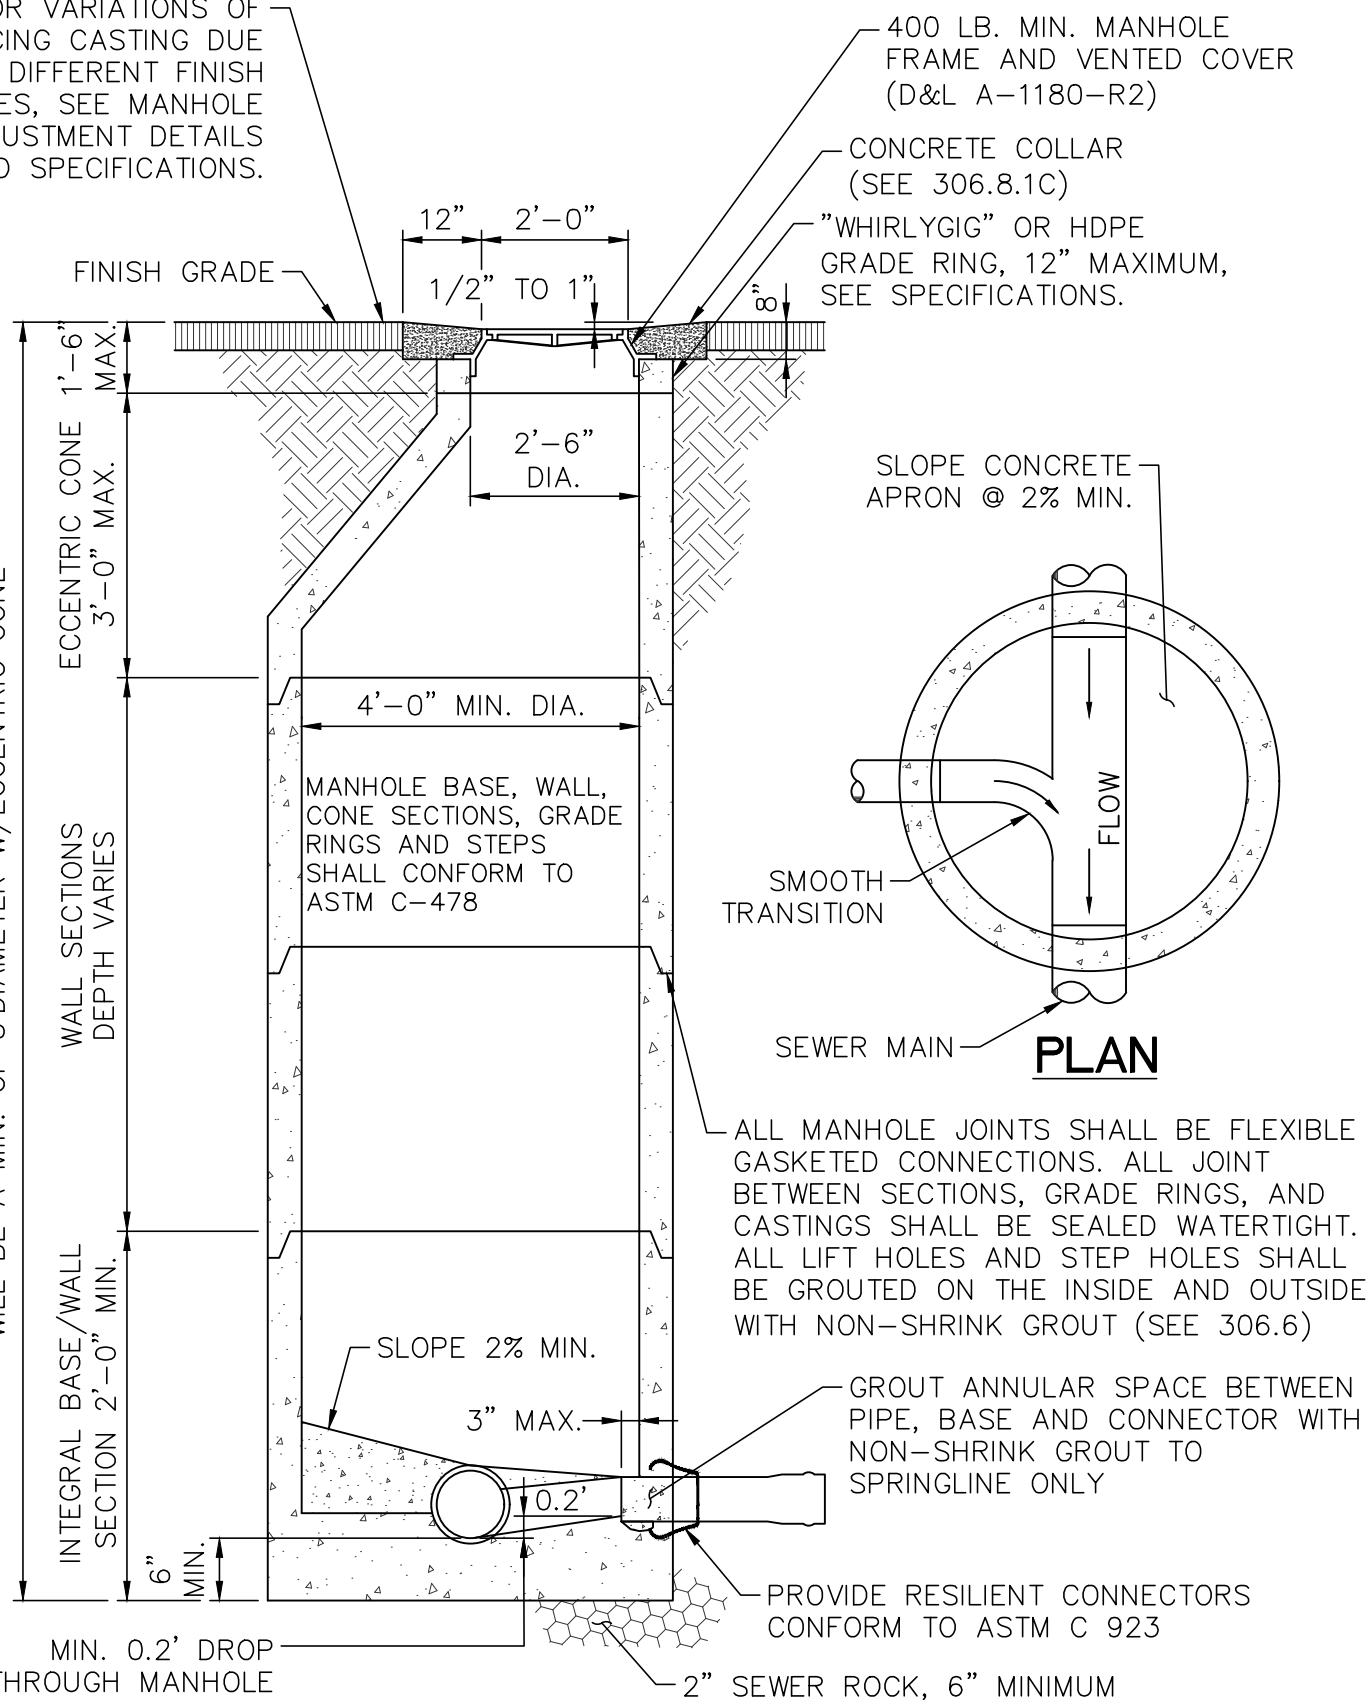 OR VARIATIONS OF
CING CASTING DUE
DIFFERENT FINISH
ES, SEE MANHOLE
USTMENT DETAILS
D SPECIFICATIONS.
400 LB. MIN. MANHOLE
FRAME AND VENTED COVER
(D&L A-1180-R2)
CONCRETE COLLAR
(SEE 306.8.1C)
"WHIRLYGIG" OR HDPE
GRADE RING, 12" MAXIMUM,
SEE SPECIFICATIONS.
12"
2'-0"
FINISH GRADE
1/2" TO 1"
8"
1'-6"
MAX.
ECCENTRIC CONE
3'-0" MAX.
2'-6"
DIA.
SLOPE CONCRETE
APRON @ 2% MIN.
4'-0" MIN. DIA.
MANHOLE BASE, WALL,
CONE SECTIONS, GRADE
RINGS AND STEPS
SHALL CONFORM TO
ASTM C-478
WALL SECTIONS
DEPTH VARIES
FLOW
SMOOTH
TRANSITION
SEWER MAIN
PLAN
ALL MANHOLE JOINTS SHALL BE FLEXIBLE
GASKETED CONNECTIONS. ALL JOINT
BETWEEN SECTIONS, GRADE RINGS, AND
CASTINGS SHALL BE SEALED WATERTIGHT.
ALL LIFT HOLES AND STEP HOLES SHALL
BE GROUTED ON THE INSIDE AND OUTSIDE
WITH NON-SHRINK GROUT (SEE 306.6)
INTEGRAL BASE/WALL
SECTION 2'-0" MIN.
SLOPE 2% MIN.
3" MAX.
GROUT ANNULAR SPACE BETWEEN
PIPE, BASE AND CONNECTOR WITH
NON-SHRINK GROUT TO
SPRINGLINE ONLY
0.2'
6"
MIN.
PROVIDE RESILIENT CONNECTORS
CONFORM TO ASTM C 923
MIN. 0.2' DROP
THROUGH MANHOLE
2" SEWER ROCK, 6" MINIMUM